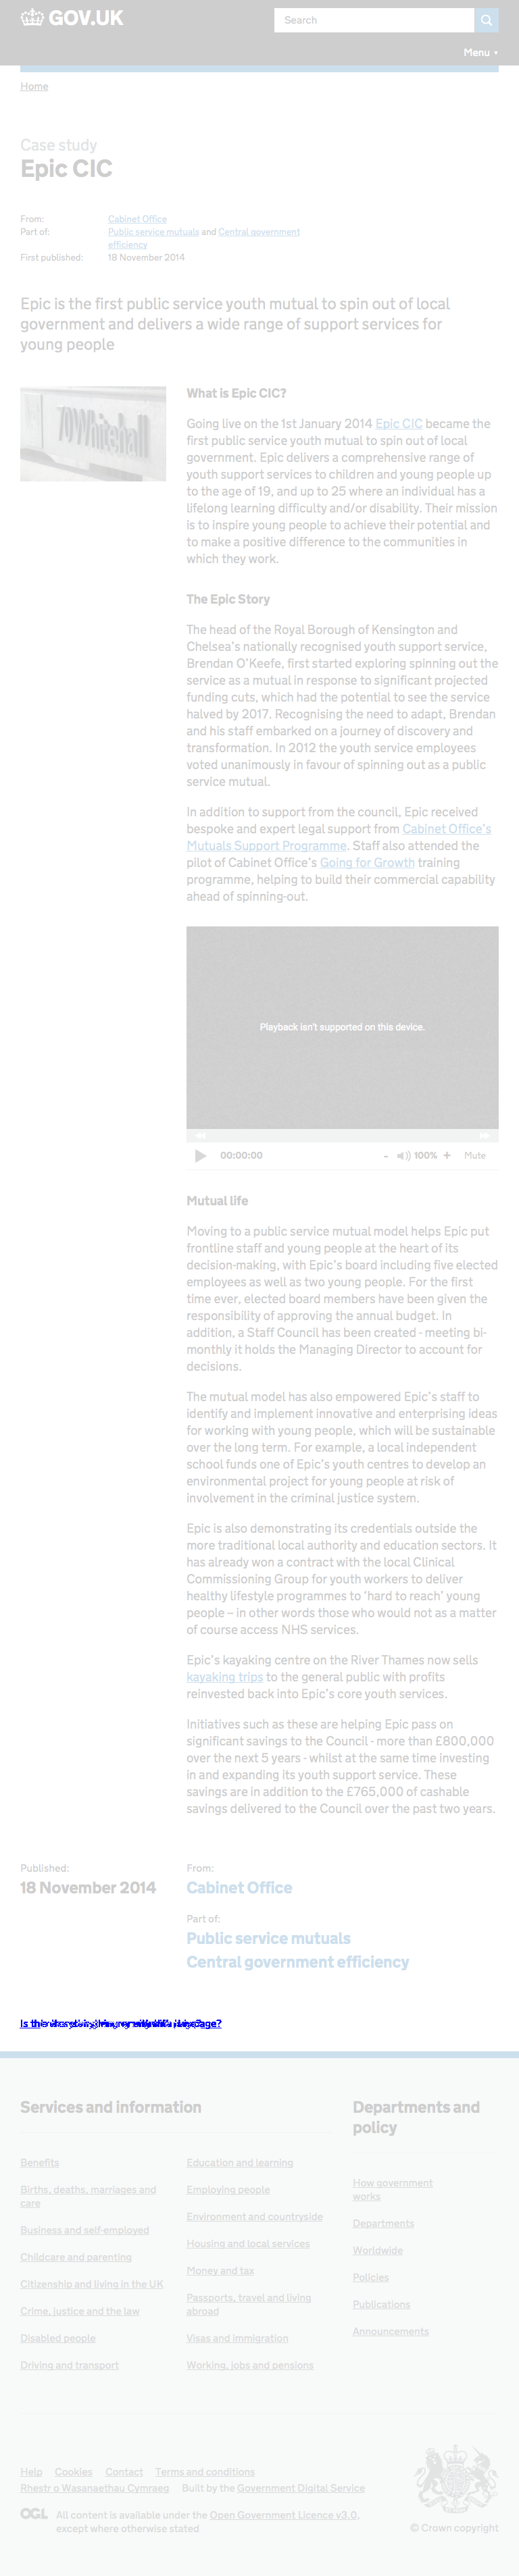 GOV.UK
Search
Menu ▼
Home
Case study
Epic CIC
From: Cabinet Office
Part of: Public service mutuals and Central government
efficiency
First published: 18 November 2014
Epic is the first public service youth mutual to spin out of local
government and delivers a wide range of support services for
young people
70 Whitehall
What is Epic CIC?
Going live on the 1st January 2014 Epic CIC became the
first public service youth mutual to spin out of local
government. Epic delivers a comprehensive range of
youth support services to children and young people up
to the age of 19, and up to 25 where an individual has a
lifelong learning difficulty and/or disability. Their mission
is to inspire young people to achieve their potential and
to make a positive difference to the communities in
which they work.
The Epic Story
The head of the Royal Borough of Kensington and
Chelsea's nationally recognised youth support service,
Brendan O'Keefe, first started exploring spinning out the
service as a mutual in response to significant projected
funding cuts, which had the potential to see the service
halved by 2017. Recognising the need to adapt, Brendan
and his staff embarked on a journey of discovery and
transformation. In 2012 the youth service employees
voted unanimously in favour of spinning out as a public
service mutual.
In addition to support from the council, Epic received
bespoke and expert legal support from Cabinet Office's
Mutuals Support Programme. Staff also attended the
pilot of Cabinet Office's Going for Growth training
programme, helping to build their commercial capability
ahead of spinning-out.
Playback isn't supported on this device.
00:00:00 - 100% + Mute
Mutual life
Moving to a public service mutual model helps Epic put
frontline staff and young people at the heart of its
decision-making, with Epic's board including five elected
employees as well as two young people. For the first
time ever, elected board members have been given the
responsibility of approving the annual budget. In
addition, a Staff Council has been created - meeting bi-
monthly it holds the Managing Director to account for
decisions.
The mutual model has also empowered Epic's staff to
identify and implement innovative and enterprising ideas
for working with young people, which will be sustainable
over the long term. For example, a local independent
school funds one of Epic's youth centres to develop an
environmental project for young people at risk of
involvement in the criminal justice system.
Epic is also demonstrating its credentials outside the
more traditional local authority and education sectors. It
has already won a contract with the local Clinical
Commissioning Group for youth workers to deliver
healthy lifestyle programmes to 'hard to reach' young
people – in other words those who would not as a matter
of course access NHS services.
Epic's kayaking centre on the River Thames now sells
kayaking trips to the general public with profits
reinvested back into Epic's core youth services.
Initiatives such as these are helping Epic pass on
significant savings to the Council - more than £800,000
over the next 5 years - whilst at the same time investing
in and expanding its youth support service. These
savings are in addition to the £765,000 of cashable
savings delivered to the Council over the past two years.
Published:
18 November 2014
From:
Cabinet Office
Part of:
Public service mutuals
Central government efficiency
Services and information
Benefits
Births, deaths, marriages and
care
Business and self-employed
Childcare and parenting
Citizenship and living in the UK
Crime, justice and the law
Disabled people
Driving and transport
Education and learning
Employing people
Environment and countryside
Housing and local services
Money and tax
Passports, travel and living
abroad
Visas and immigration
Working, jobs and pensions
Departments and
policy
How government
works
Departments
Worldwide
Policies
Publications
Announcements
Help Cookies Contact Terms and conditions
Rhestr o Wasanaethau Cymraeg Built by the Government Digital Service
OGL All content is available under the Open Government Licence v3.0,
except where otherwise stated
© Crown copyright